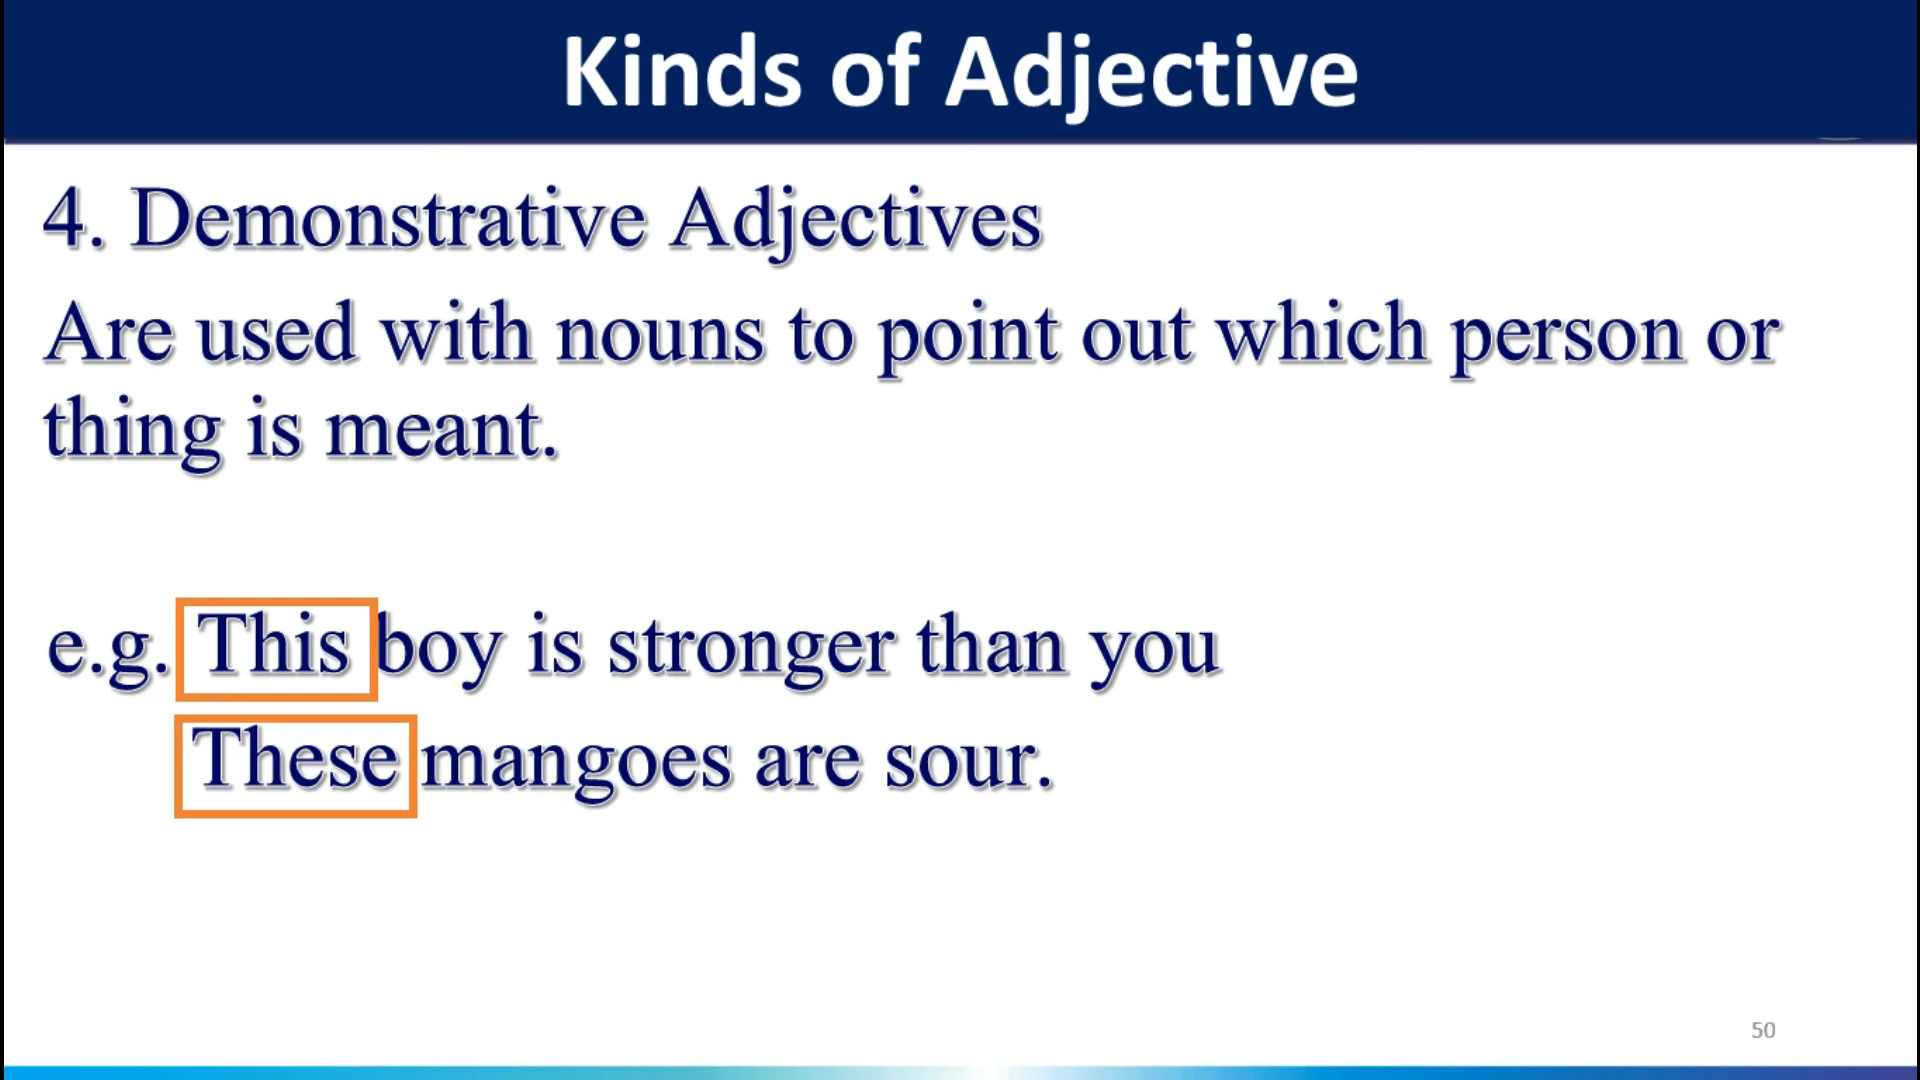 Kinds of Adjective
4. Demonstrative Adjectives
Are used with nouns to point out which person or
thing is meant.
e.g. This boy is stronger than you
These mangoes are sour.
50